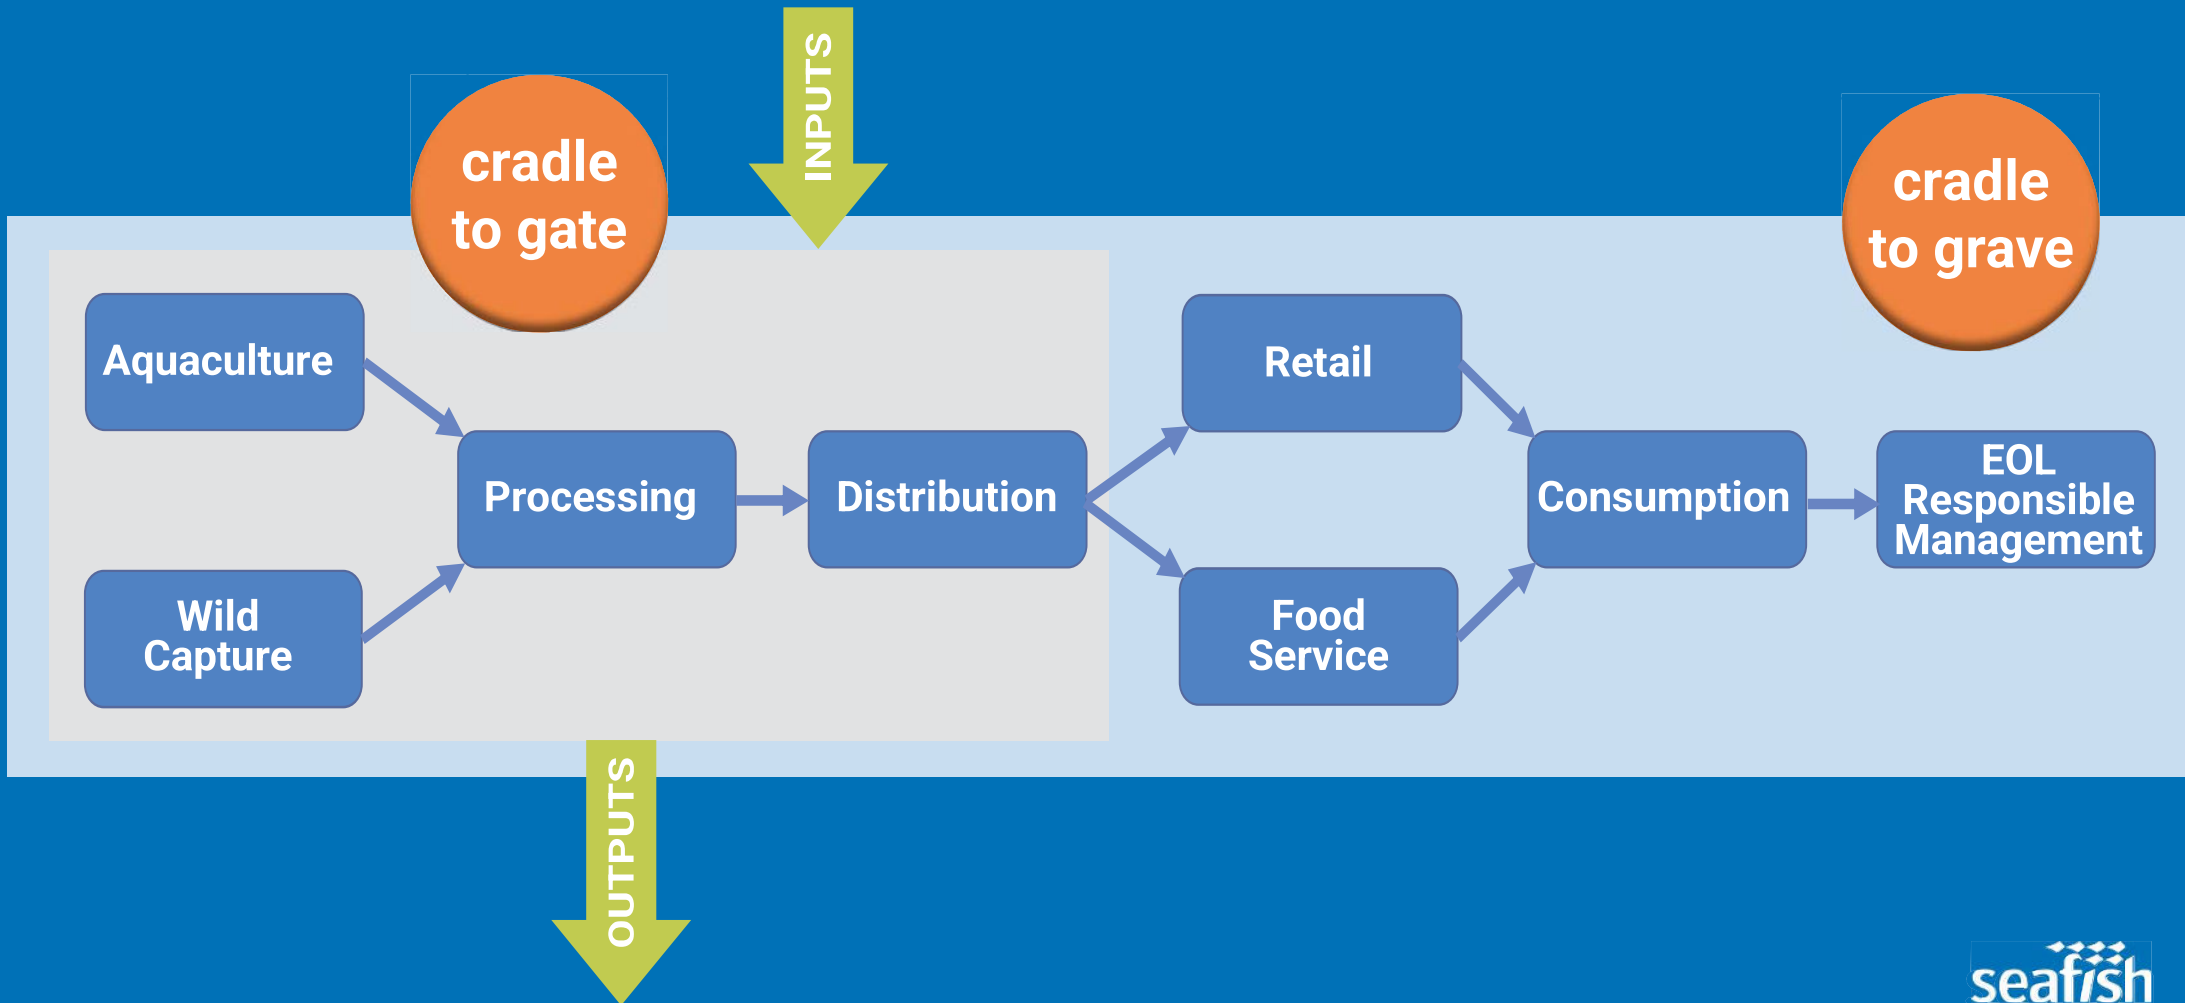 INPUTS
cradle
to gate
cradle
to grave
Aquaculture
Retail
Processing
Distribution
Consumption
EOL
Responsible
Management
Wild
Capture
Food
Service
OUTPUTS
seafish